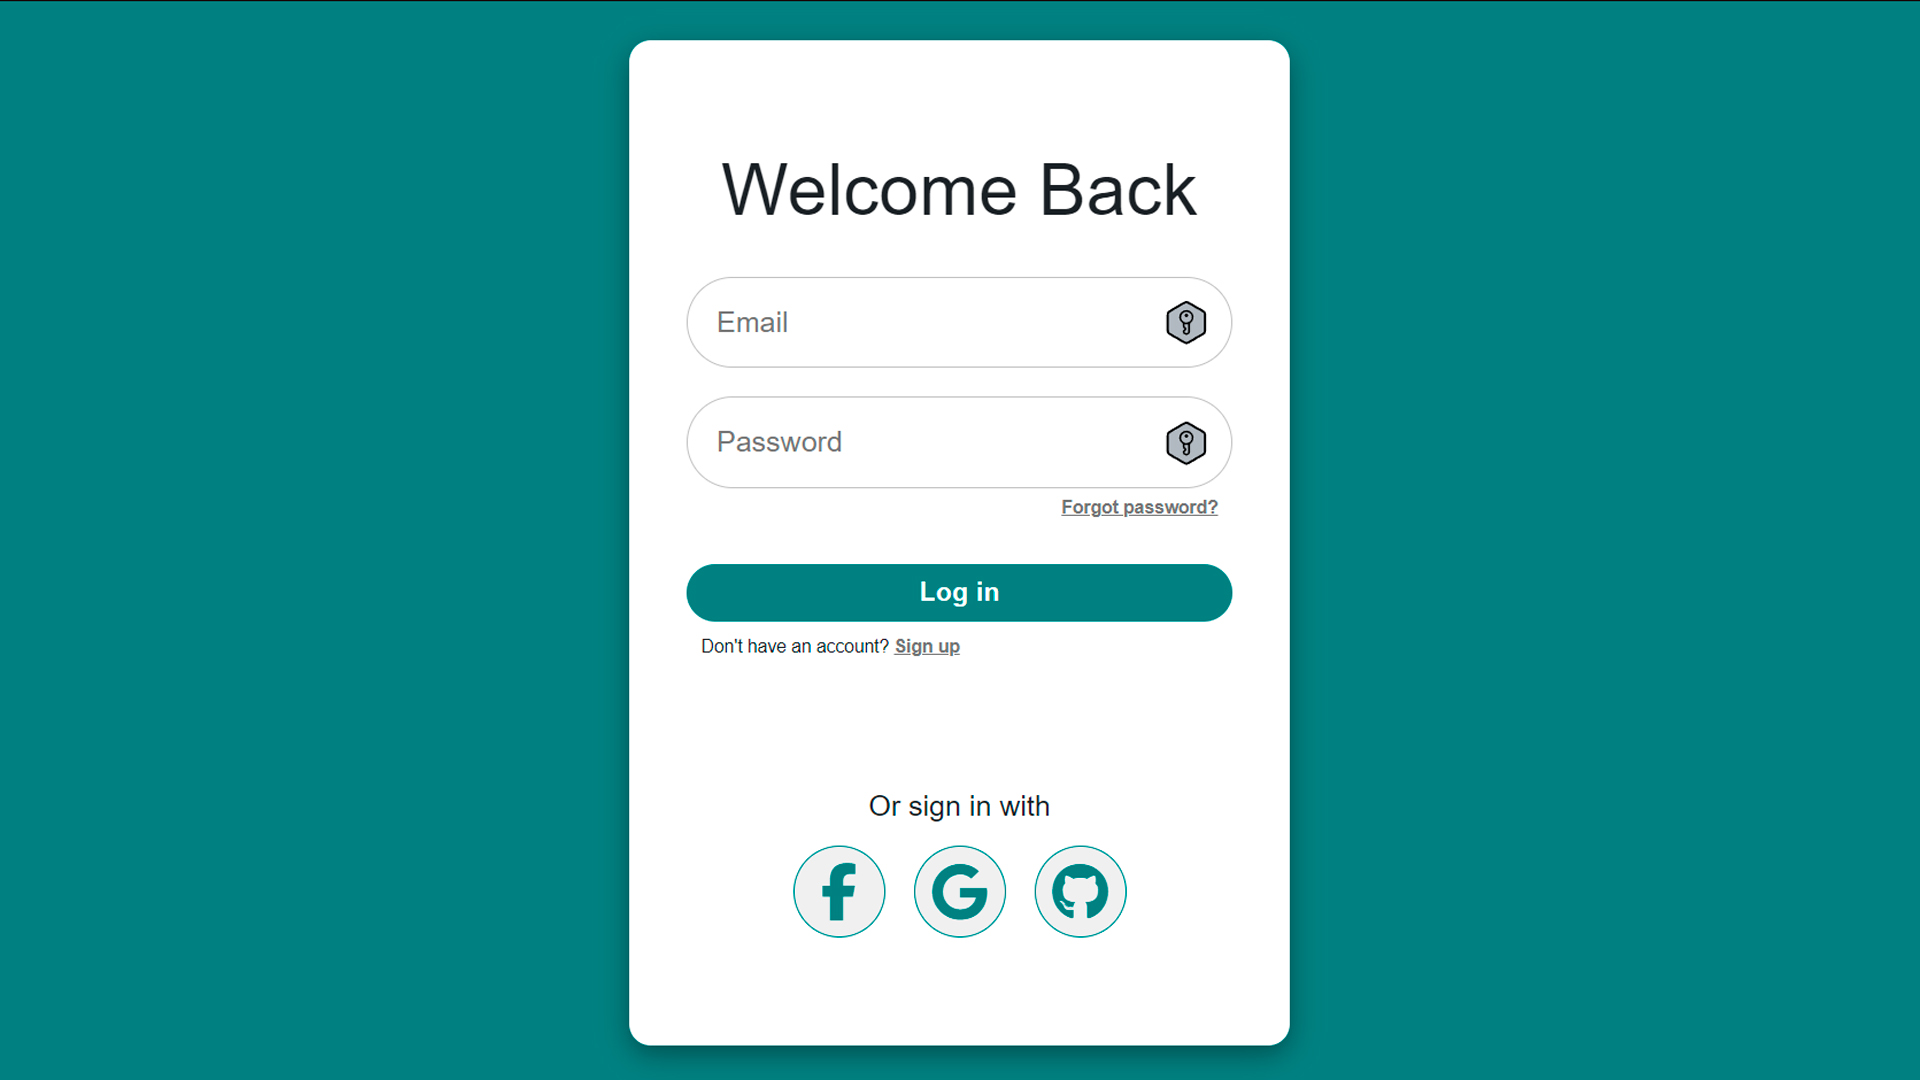 Welcome Back
Email
Password
Forgot password?
Log in
Don't have an account? Sign up
Or sign in with